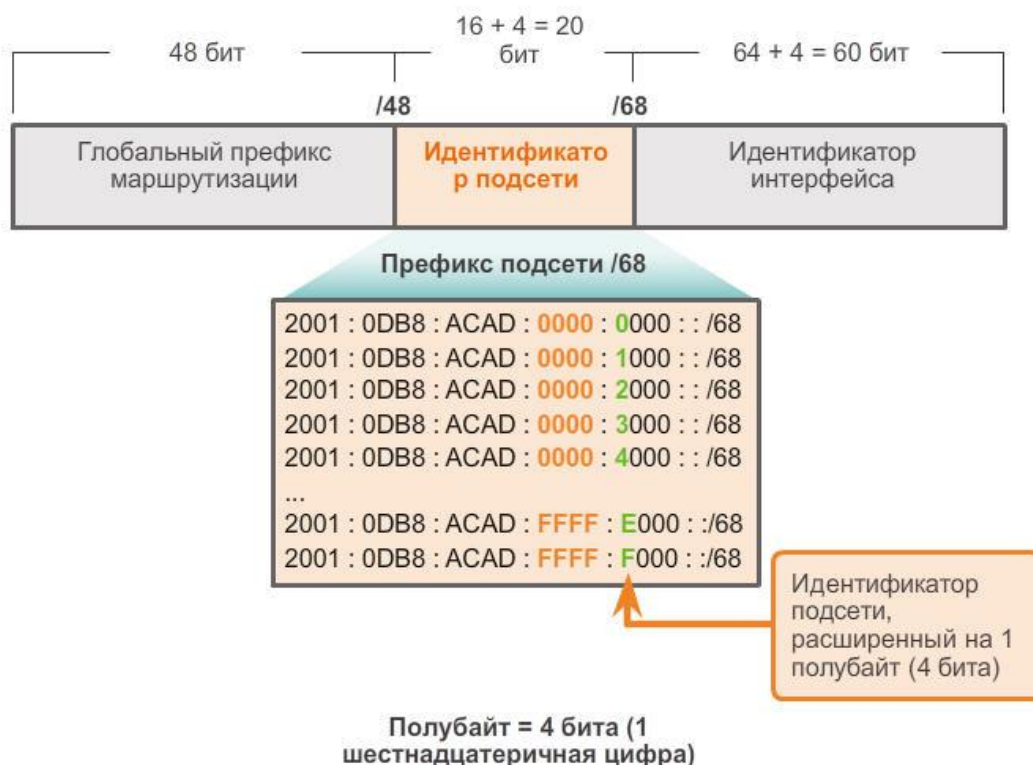 16 + 4 = 20
бит
48 бит
64 + 4 = 60 бит
/48
/68
Глобальный префикс
маршрутизации
Идентификато
р подсети
Идентификатор
интерфейса
Префикс подсети /68
2001 : 0DB8 : ACAD : 0000 : 0000 : : /68
2001 : 0DB8 : ACAD : 0000 : 1000 : : /68
2001 : 0DB8 : ACAD : 0000 : 2000 : : /68
2001 : 0DB8 : ACAD : 0000 : 3000 : : /68
2001 : 0DB8 : ACAD : 0000 : 4000 : : /68
...
2001 : 0DB8 : ACAD : FFFF : E000 : :/68
2001 : 0DB8 : ACAD : FFFF : F000 : :/68
Идентификатор
подсети,
расширенный на 1
полубайт (4 бита)
Полубайт = 4 бита (1
шестнадцатеричная цифра)